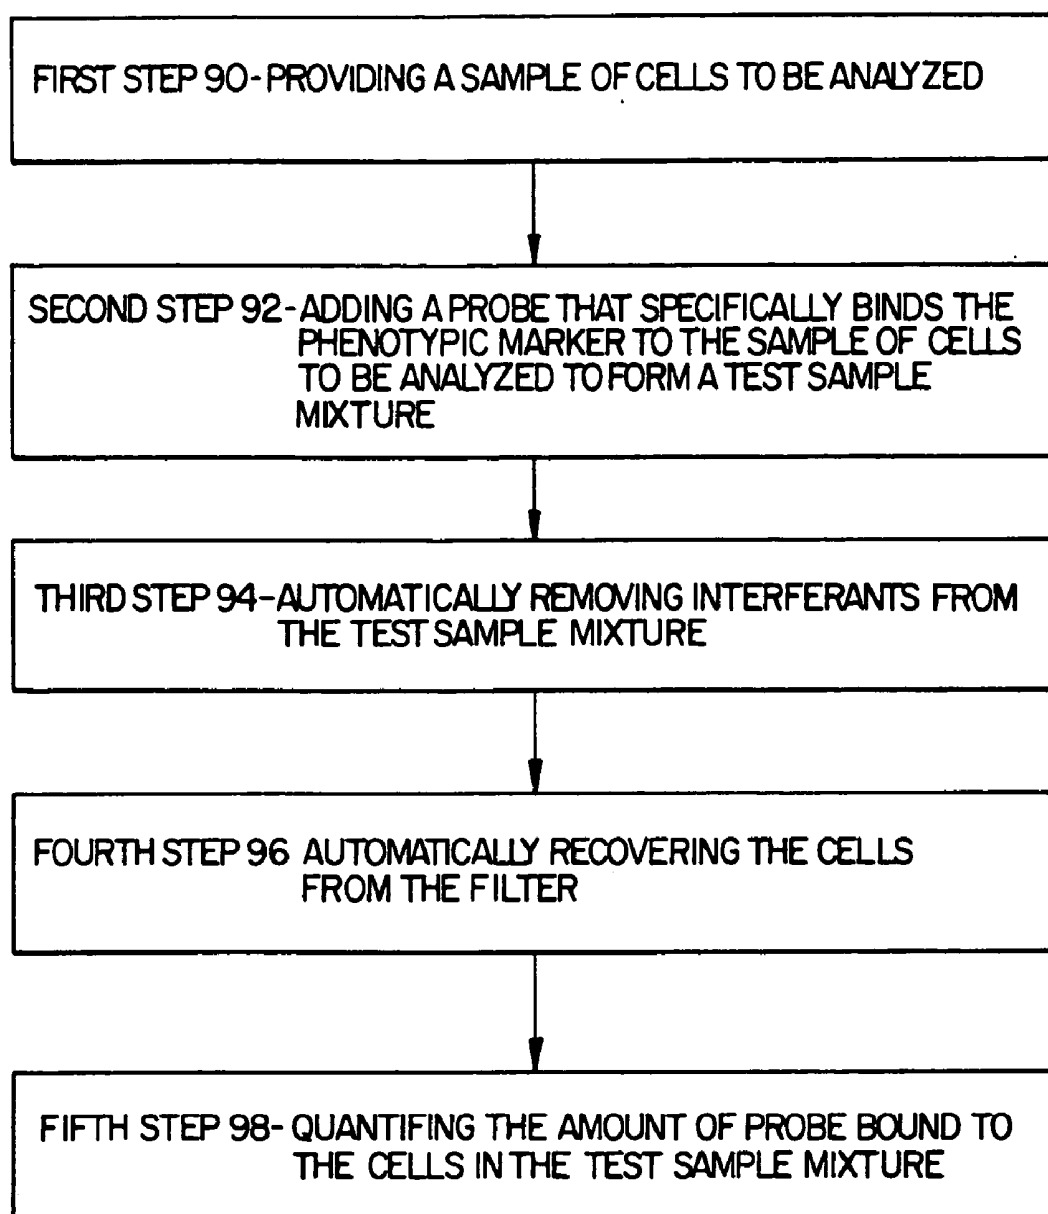 FIRST STEP 90-PROVIDING A SAMPLE OF CELLS TO BE ANALYZED
SECOND STEP 92-ADDING A PROBE THAT SPECIFICALLY BINDS THE
PHENOTYPIC MARKER TO THE SAMPLE OF CELLS
TO BE ANALYZED TO FORM A TEST SAMPLE
MIXTURE
THIRD STEP 94-AUTOMATICALLY REMOVING INTERFERANTS FROM
THE TEST SAMPLE MIXTURE
FOURTH STEP 96 AUTOMATICALLY RECOVERING THE CELLS
FROM THE FILTER
FIFTH STEP 98- QUANTIFING THE AMOUNT OF PROBE BOUND TO
THE CELLS IN THE TEST SAMPLE MIXTURE